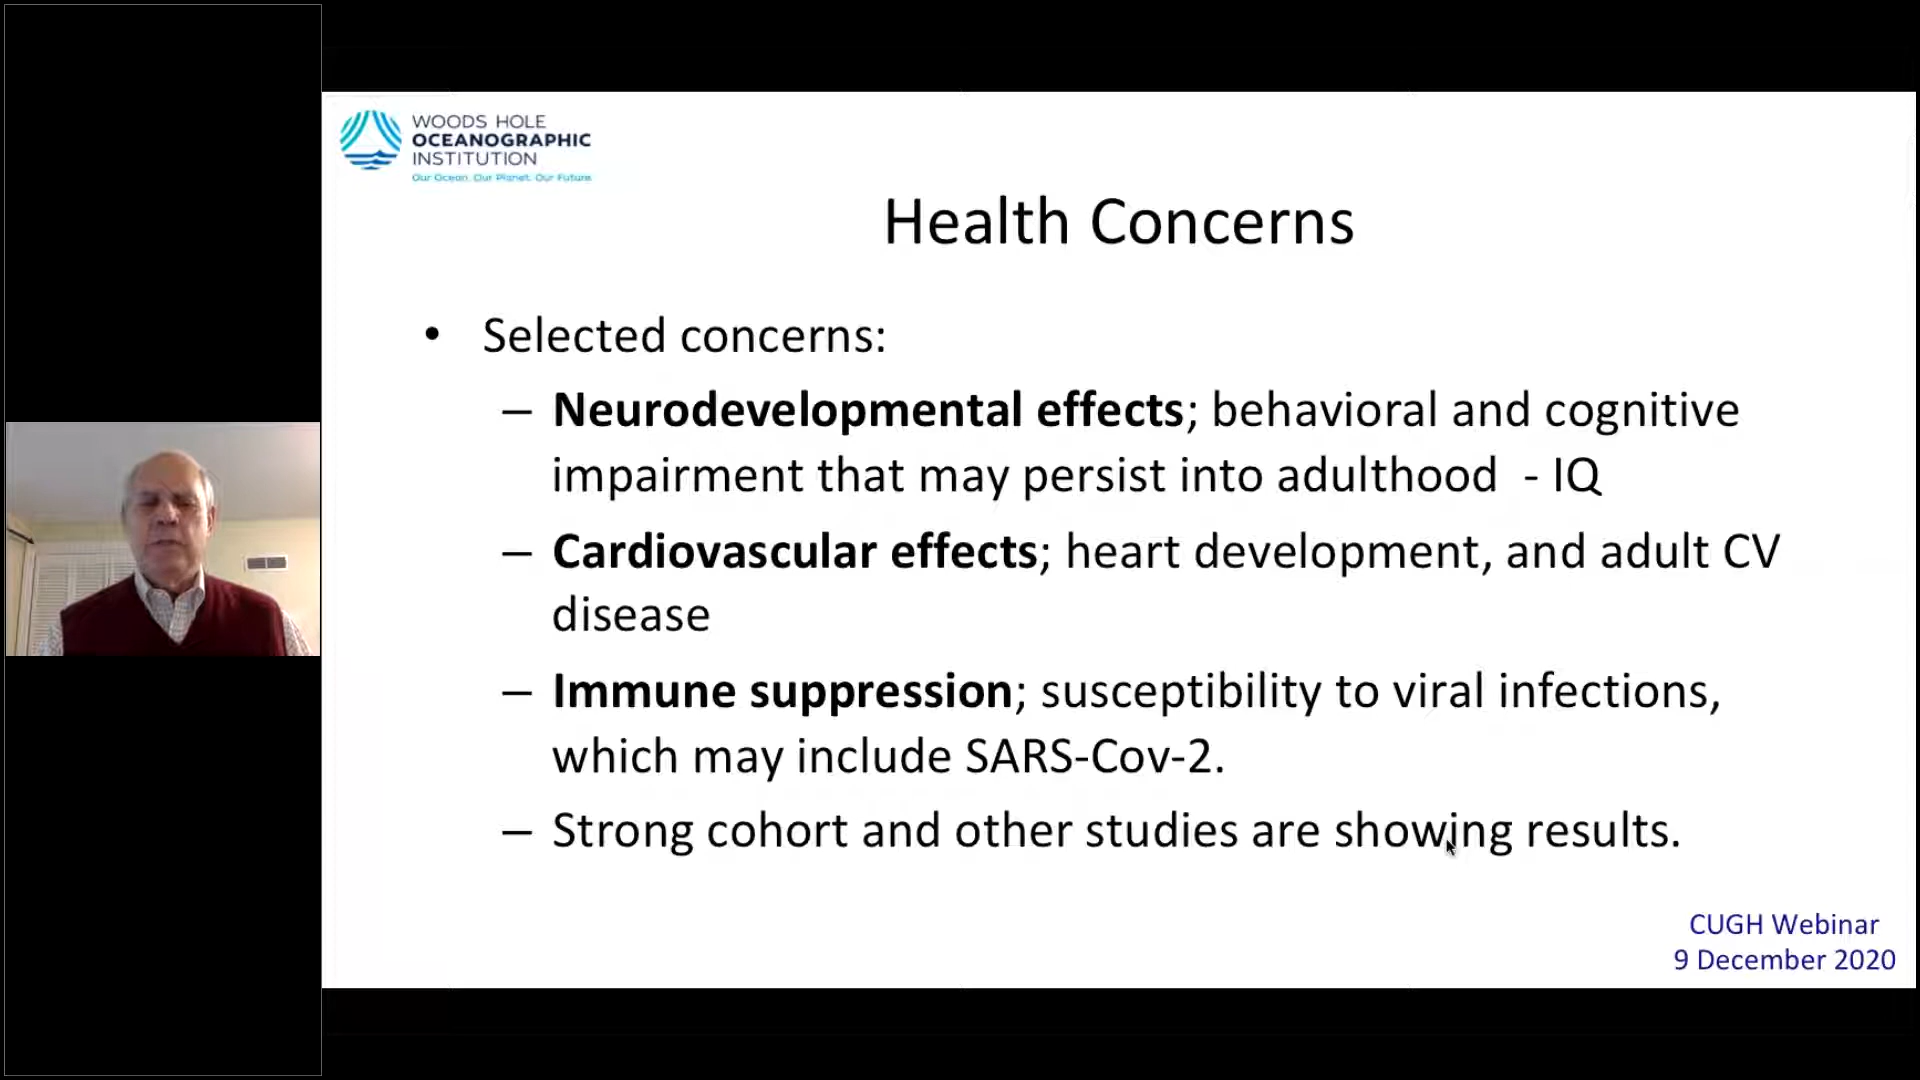 WOODS HOLE
OCEANOGRAPHIC
INSTITUTION
Our Ocean. Our Planet. Our Future.
Health Concerns
• Selected concerns:
– Neurodevelopmental effects; behavioral and cognitive
impairment that may persist into adulthood - IQ
– Cardiovascular effects; heart development, and adult CV
disease
– Immune suppression; susceptibility to viral infections,
which may include SARS-Cov-2.
– Strong cohort and other studies are showing results.
CUGH Webinar
9 December 2020